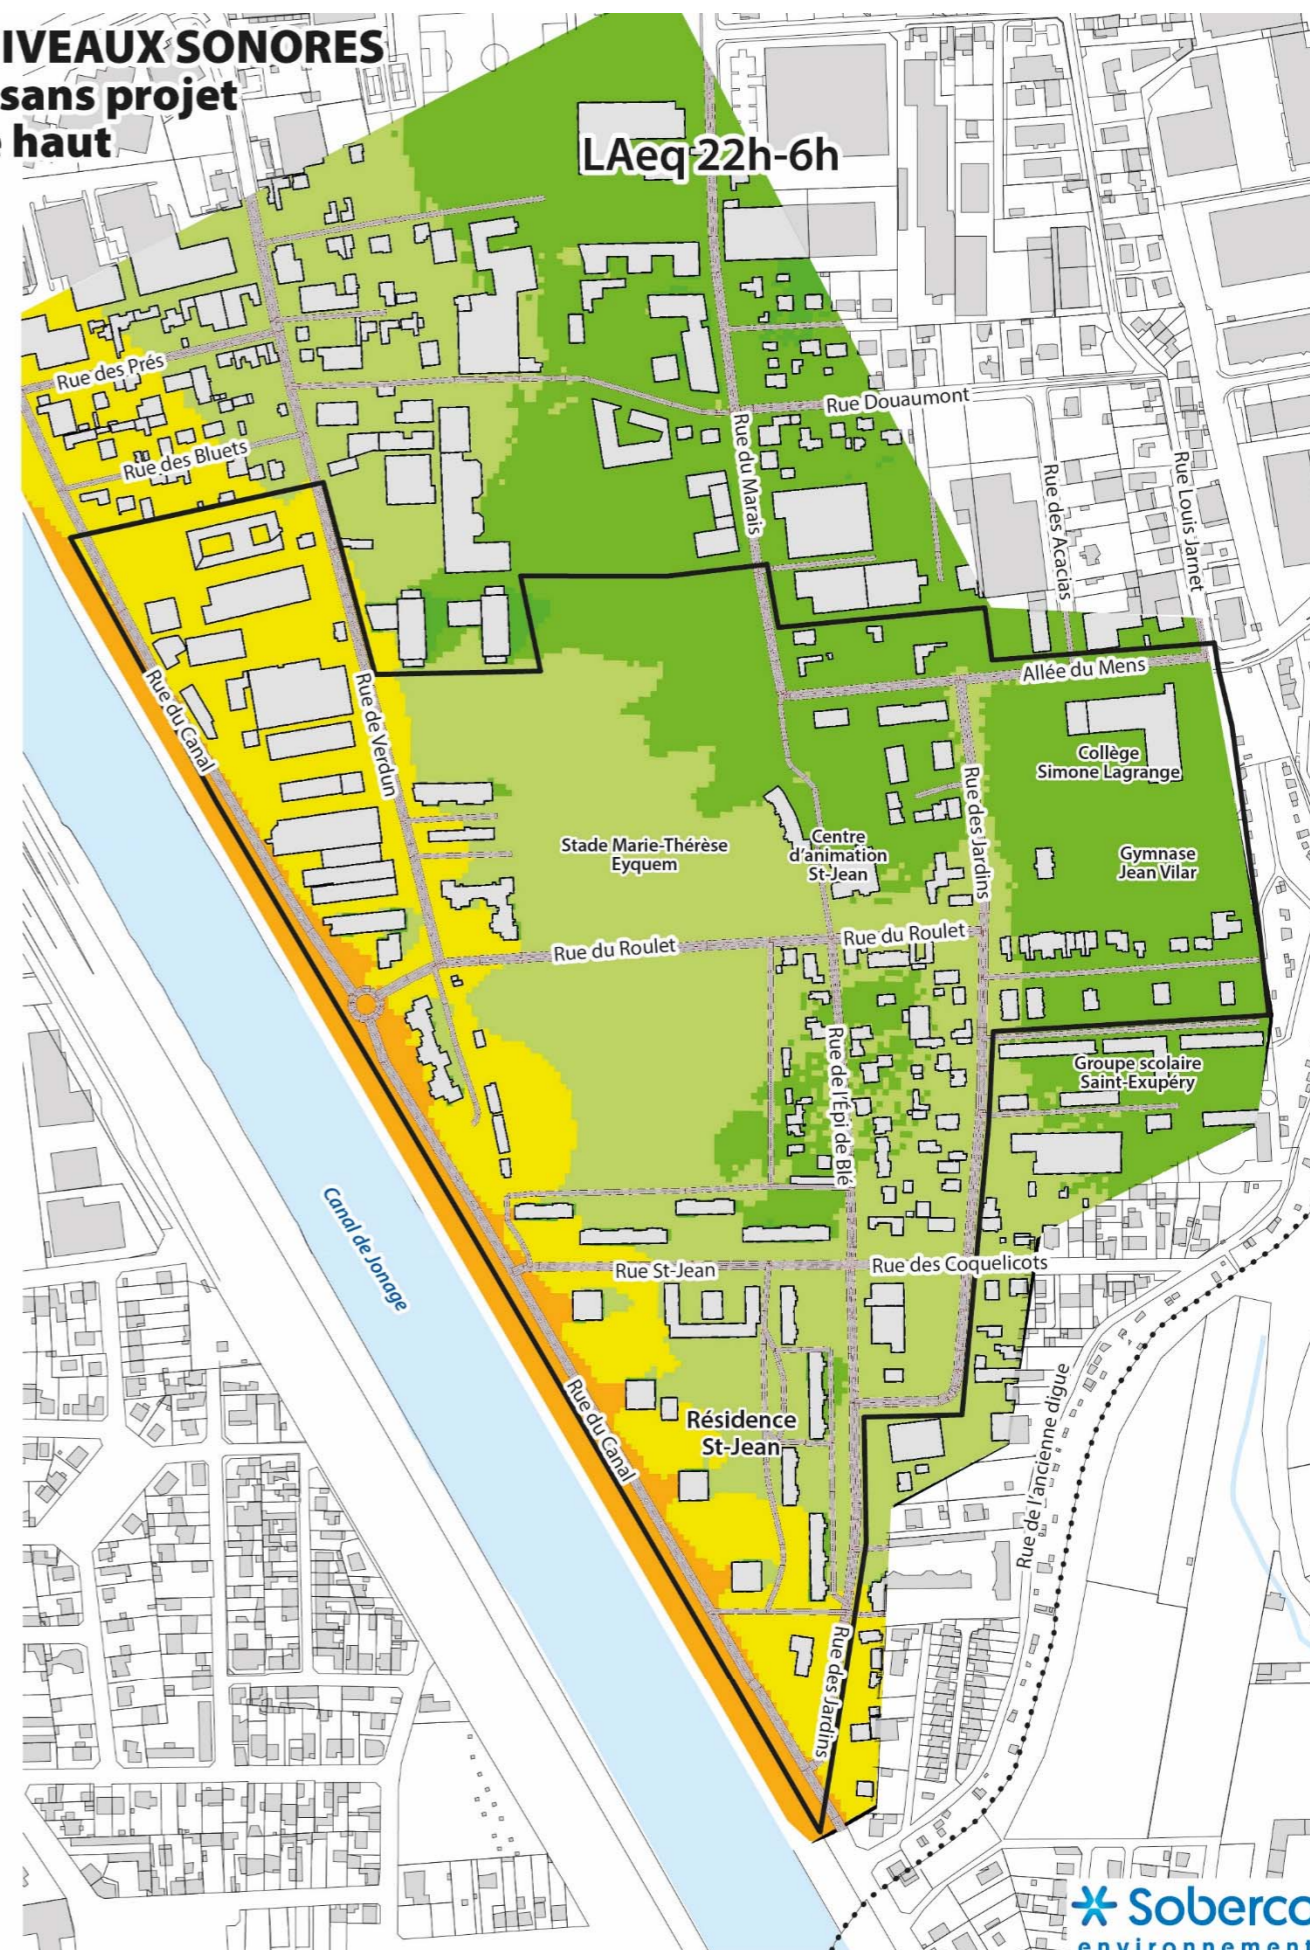 IVEAUX SONORES
sans projet
haut
LAeq 22h-6h
Rue des Prés
Rue Douaumont
Rue des Bluets
Rue du Marais
Rue des Acacias
Rue Louis Jarnet
Allée du Mens
Rue du Canal
Rue de Verdun
Collège
Simone Lagrange
Rue des Jardins
Stade Marie-Thérèse
Eyquem
Centre
d'animation
St-Jean
Gymnase
Jean Vilar
Rue du Roulet
Rue du Roulet
Rue de l'Épi de Blé
Groupe scolaire
Saint-Exupéry
Canal de Jonage
Rue St-Jean
Rue des Coquelicots
Rue du Canal
Résidence
St-Jean
Rue de l'ancienne digue
Rue des Jardins
Soberco
environnement